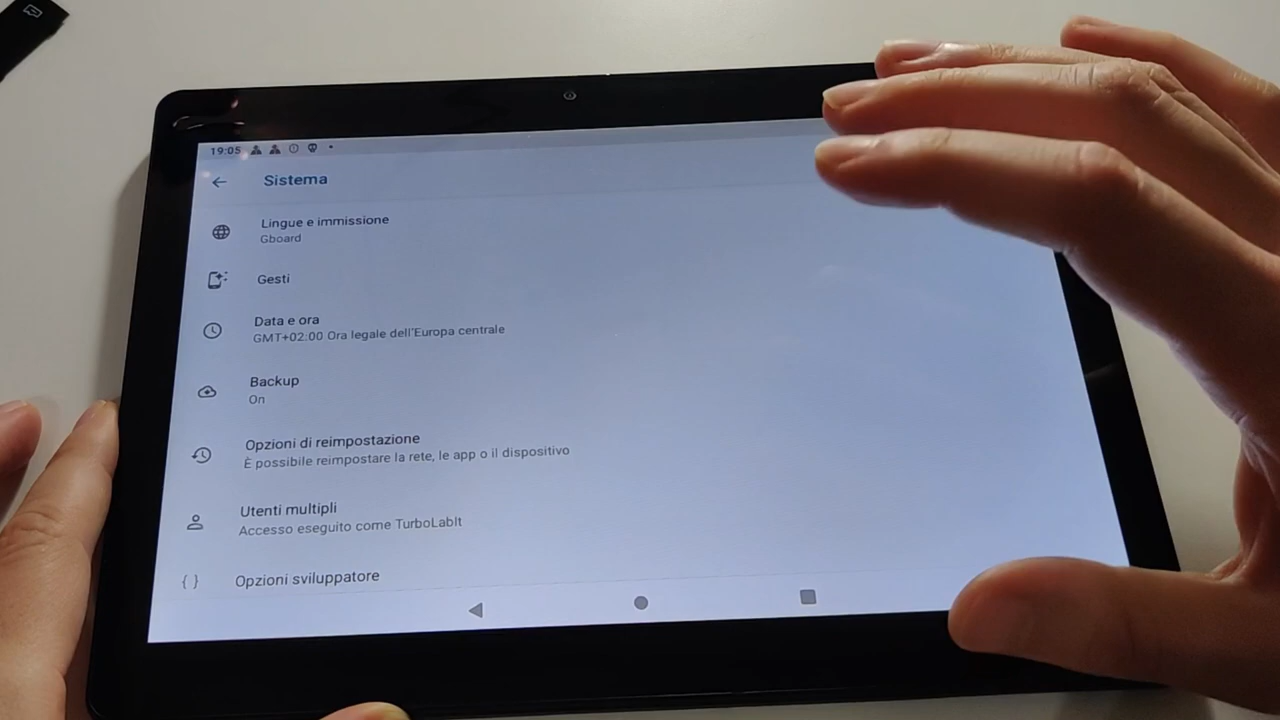 19:05
Sistema
Lingue e immissione
Gboard
Gesti
Data e ora
GMT+02:00 Ora legale dell'Europa centrale
Backup
On
Opzioni di reimpostazione
È possibile reimpostare la rete, le app o il dispositivo
Utenti multipli
Accesso eseguito come TurboLabIt
{ } Opzioni sviluppatore